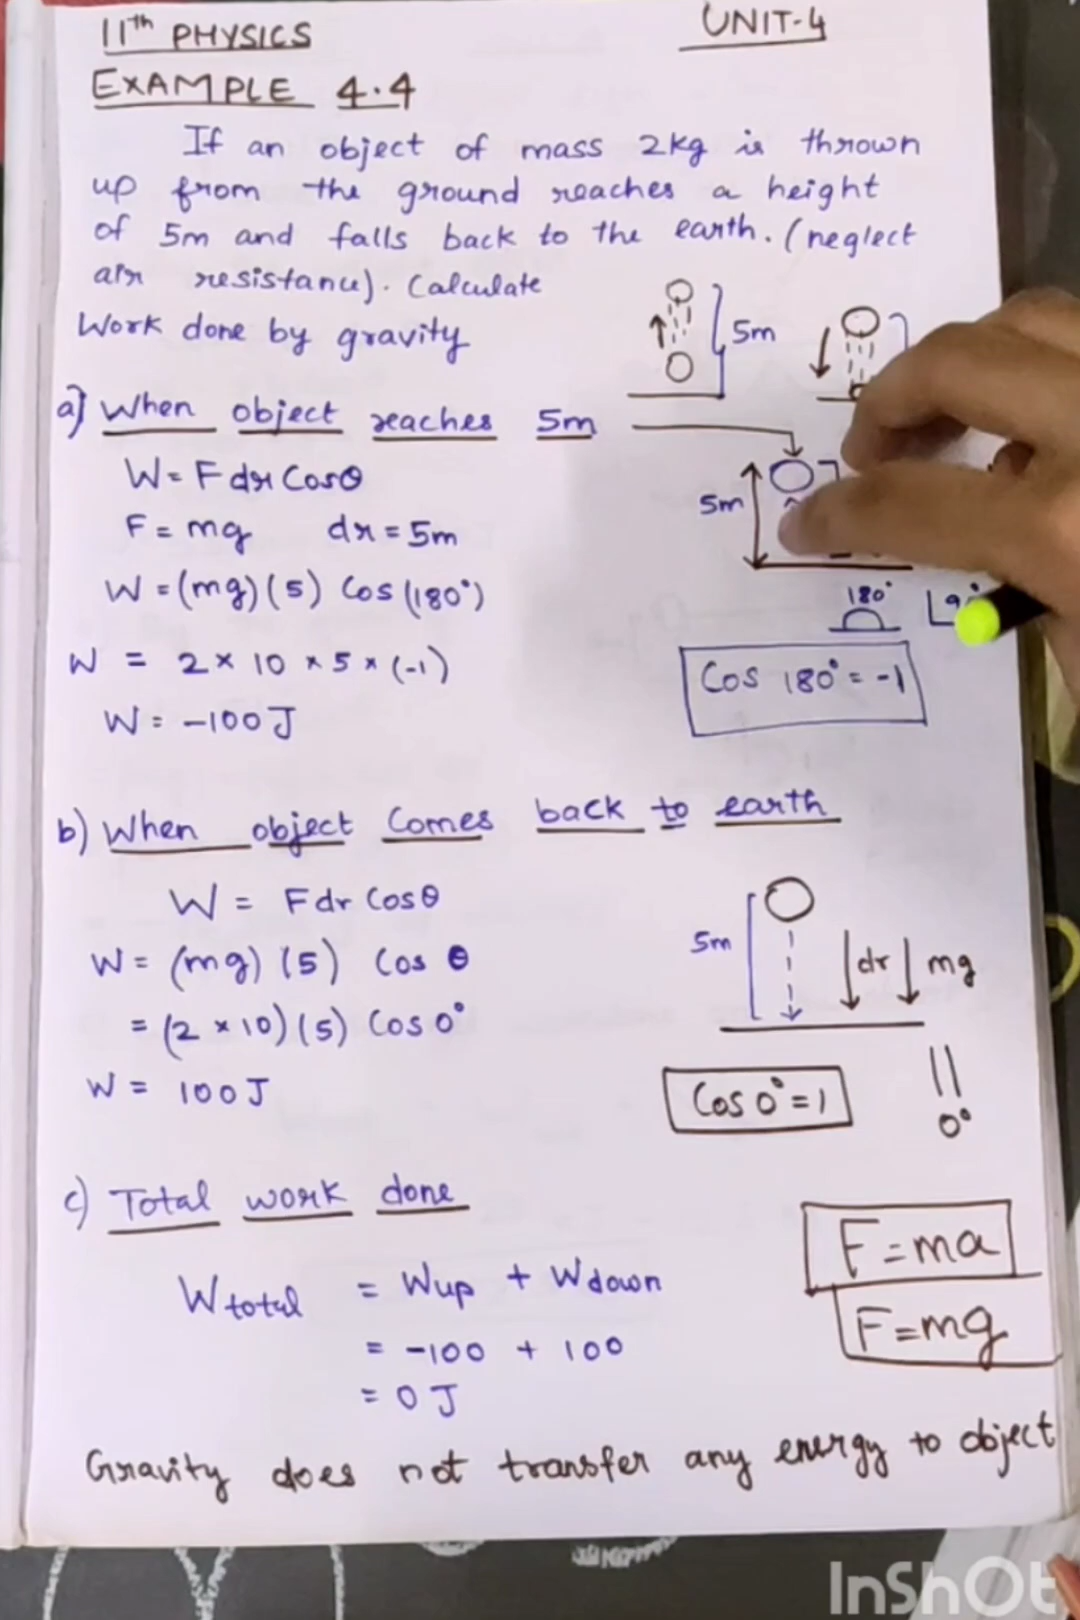 11th PHYSICS UNIT-4
EXAMPLE 4.4
If an object of mass 2kg is thrown
up from the ground reaches a height
of 5m and falls back to the earth. (neglect
air resistance). Calculate
Work done by gravity
5m
a) When object reaches 5m
W = F dr Cosθ
5m
F = mg dr = 5m
W = (mg) (5) Cos (180°)
180°
W = 2 × 10 × 5 × (-1)
Cos 180° = -1
W = -100 J
b) When object Comes back to earth
W = F dr Cosθ
5m dr mg
W = (mg) (5) Cos θ
= (2 × 10) (5) Cos 0°
W = 100 J
Cos 0° = 1
0°
c) Total work done
F = ma
W total = Wup + Wdown
F = mg
= -100 + 100
= 0 J
Gravity does not transfer any energy to object
InShOt